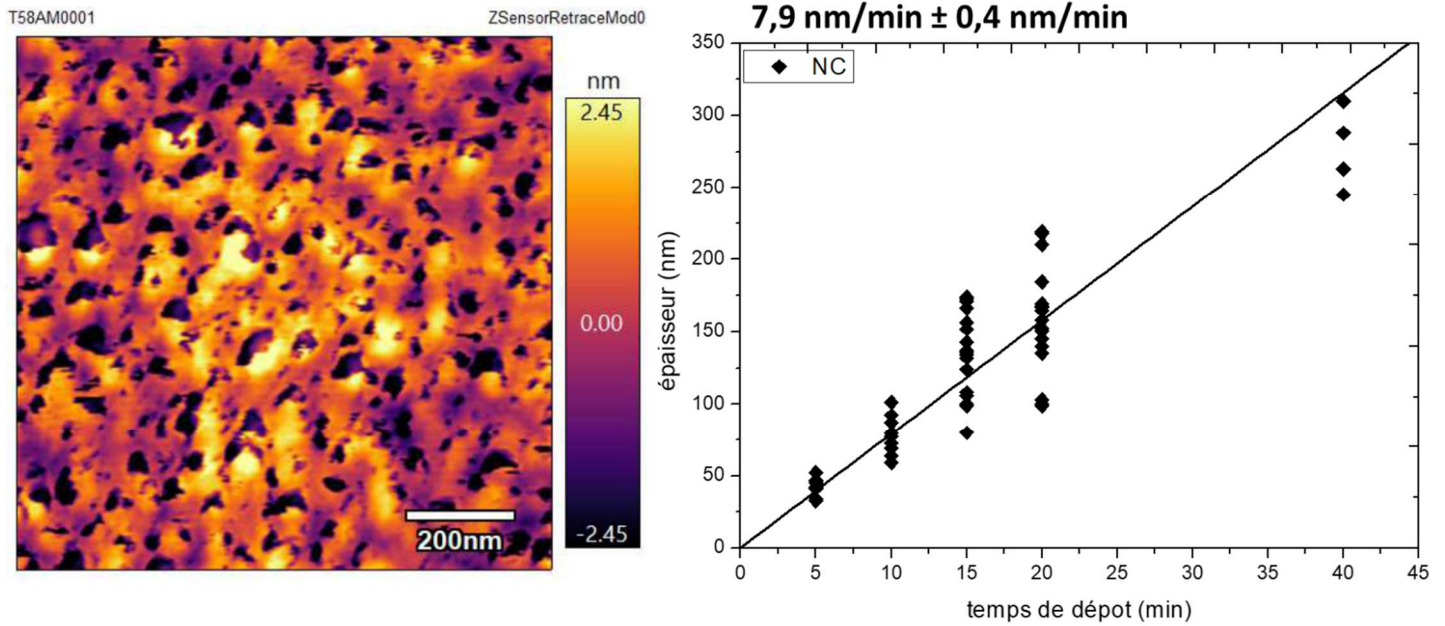 T58AM0001
ZSensorRetraceMod0
nm
2.45
0.00
-2.45
200nm
7,9 nm/min ± 0,4 nm/min
NC
350
300
250
200
150
100
50
0
épaisseur (nm)
0 5 10 15 20 25 30 35 40 45
temps de dépot (min)